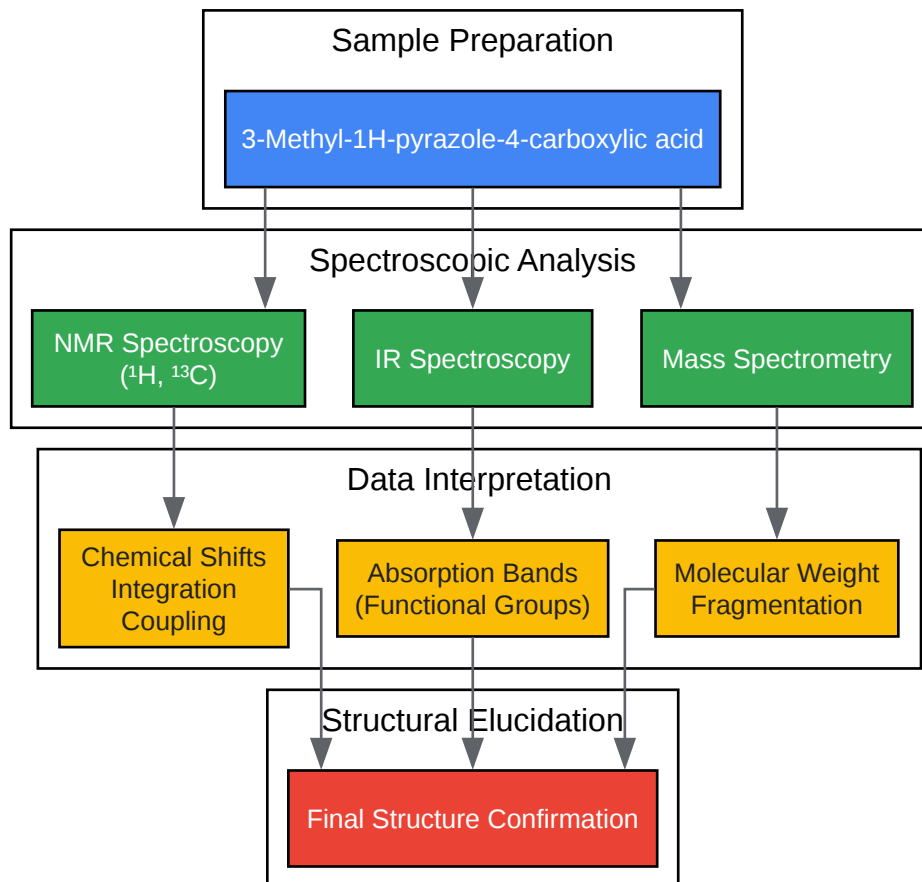 Sample Preparation
3-Methyl-1H-pyrazole-4-carboxylic acid
Spectroscopic Analysis
NMR Spectroscopy
(¹H, ¹³C)
IR Spectroscopy
Mass Spectrometry
Data Interpretation
Chemical Shifts
Integration
Coupling
Absorption Bands
(Functional Groups)
Molecular Weight
Fragmentation
Structural Elucidation
Final Structure Confirmation